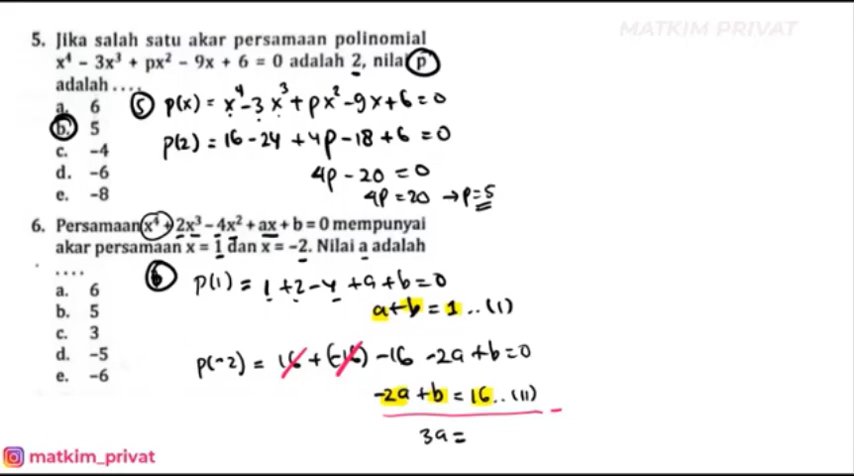 MATKIM PRIVAT
5. Jika salah satu akar persamaan polinomial
x⁴ − 3x³ + px² − 9x + 6 = 0 adalah 2, nilai p
adalah ....
a. 6
b. 5
c. −4
d. −6
e. −8
⑤ P(x) = x⁴ − 3x³ + px² − 9x + 6 = 0
P(2) = 16 − 24 + 4p − 18 + 6 = 0
4p − 20 = 0
4p = 20 → p = 5
6. Persamaan x⁴ + 2x³ − 4x² + ax + b = 0 mempunyai
akar persamaan x = 1 dan x = −2. Nilai a adalah
....
a. 6
b. 5
c. 3
d. −5
e. −6
⑥ P(1) = 1 + 2 − 4 + a + b = 0
a + b = 1 .. (I)
P(−2) = 16 + (−16) − 16 − 2a + b = 0
−2a + b = 16 .. (II)
−
3a =
matkim_privat